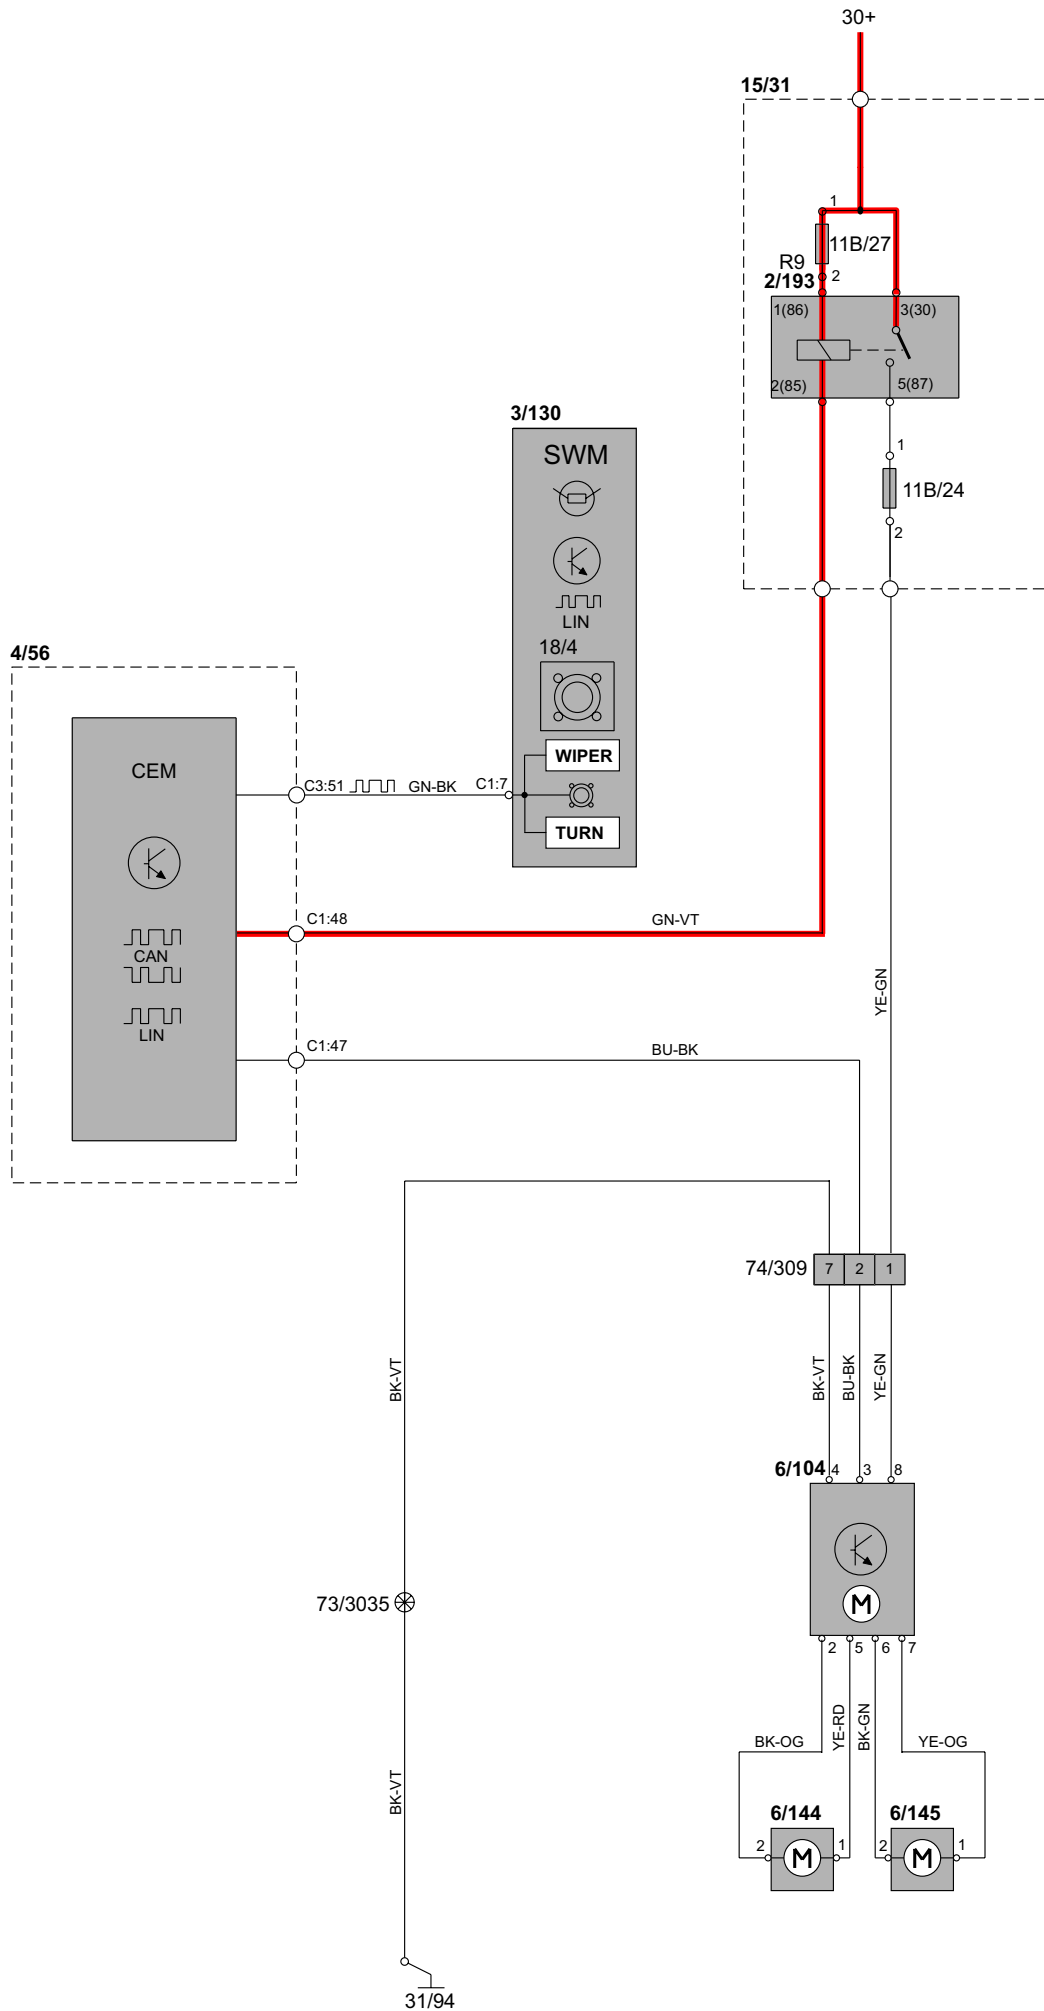 30+
15/31
1
11B/27
R9
2
2/193
1(86)
3(30)
2(85)
5(87)
3/130
SWM
1
11B/24
2
LIN
18/4
4/56
WIPER
CEM
C3:51
GN-BK
C1:7
TURN
C1:48
GN-VT
CAN
LIN
YE-GN
C1:47
BU-BK
74/309
7
2
1
BK-VT
BK-VT
BU-BK
YE-GN
6/104
4
3
8
M
73/3035
2
5
6
7
YE-RD
BK-GN
BK-OG
YE-OG
BK-VT
6/144
6/145
2
M
1
2
M
1
31/94